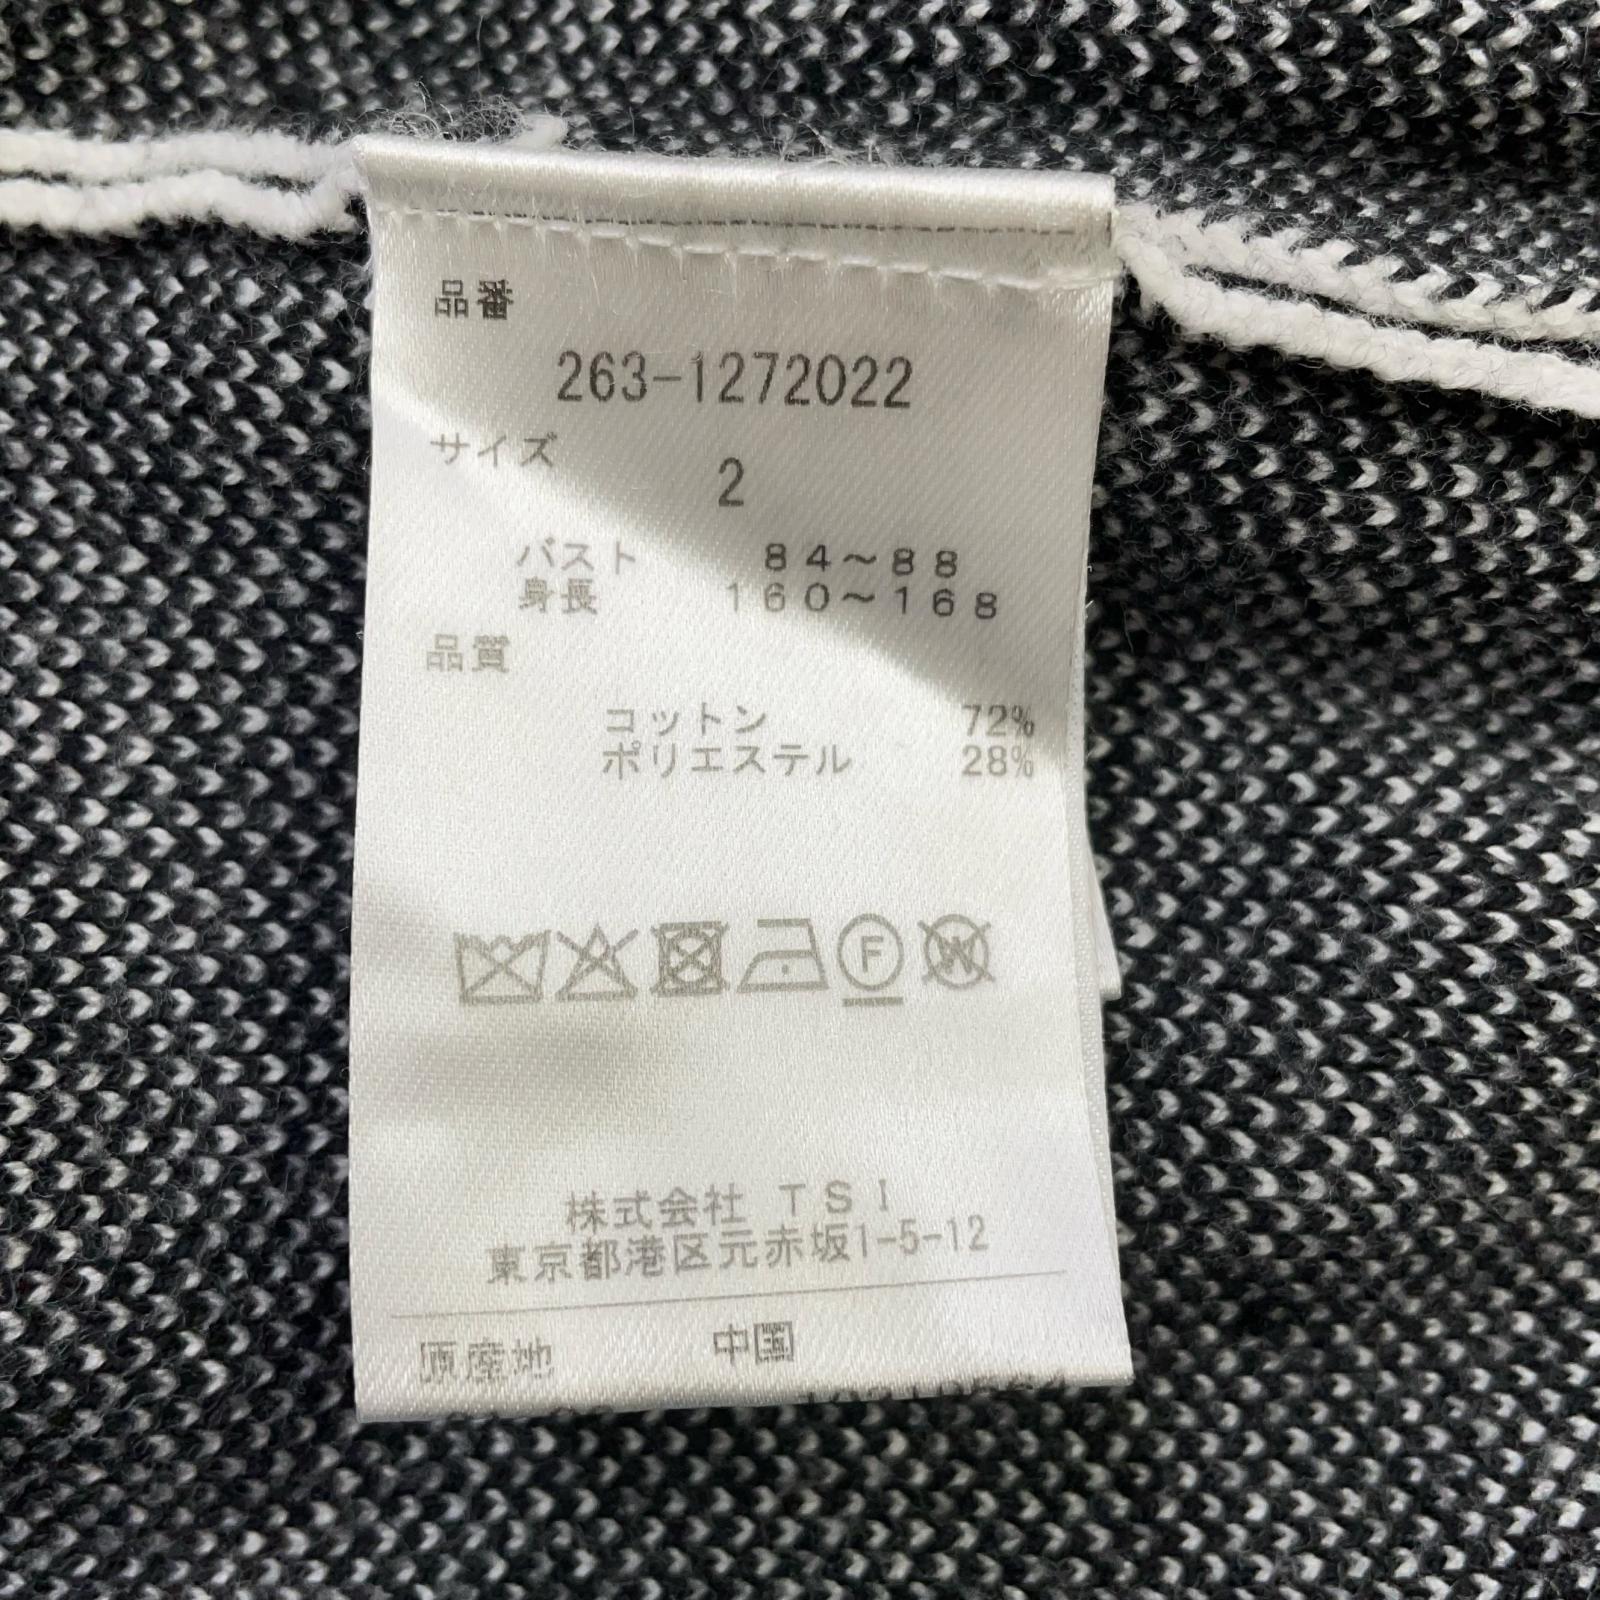 品番
263-1272022
サイズ 2
バスト 84～88
身長 160～168
品質
コットン 72%
ポリエステル 28%
F W
株式会社 TSI
東京都港区元赤坂1-5-12
原産地 中国